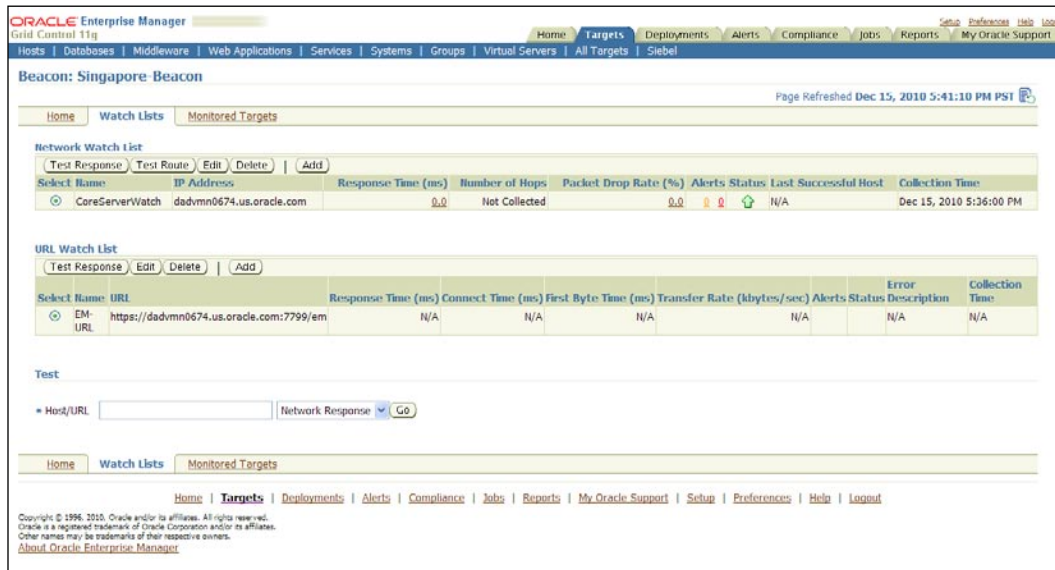 ORACLE Enterprise Manager
Grid Control 11g
Setup Preferences Help
Home Targets Deployments Alerts Compliance Jobs Reports My Oracle Support
Hosts | Databases | Middleware | Web Applications | Services | Systems | Groups | Virtual Servers | All Targets | Siebel
Beacon: Singapore-Beacon
Page Refreshed Dec 15, 2010 5:41:10 PM PST
Home Watch Lists Monitored Targets
Network Watch List
Test Response Test Route Edit Delete | Add
Select Name IP Address Response Time (ms) Number of Hops Packet Drop Rate (%) Alerts Status Last Successful Host Collection Time
CoreServerWatch dadvmn0674.us.oracle.com 0.0 Not Collected 0.0 0 0 N/A Dec 15, 2010 5:36:00 PM
URL Watch List
Test Response Edit Delete | Add
Select Name URL Response Time (ms) Connect Time (ms) First Byte Time (ms) Transfer Rate (kbytes/sec) Alerts Status Error Description Collection Time
EM-URL https://dadvmn0674.us.oracle.com:7799/em N/A N/A N/A N/A N/A N/A
Test
* Host/URL Network Response Go
Home Watch Lists Monitored Targets
Home | Targets | Deployments | Alerts | Compliance | Jobs | Reports | My Oracle Support | Setup | Preferences | Help | Logout
Copyright © 1996, 2010, Oracle and/or its affiliates. All rights reserved.
Oracle is a registered trademark of Oracle Corporation and/or its affiliates.
Other names may be trademarks of their respective owners.
About Oracle Enterprise Manager